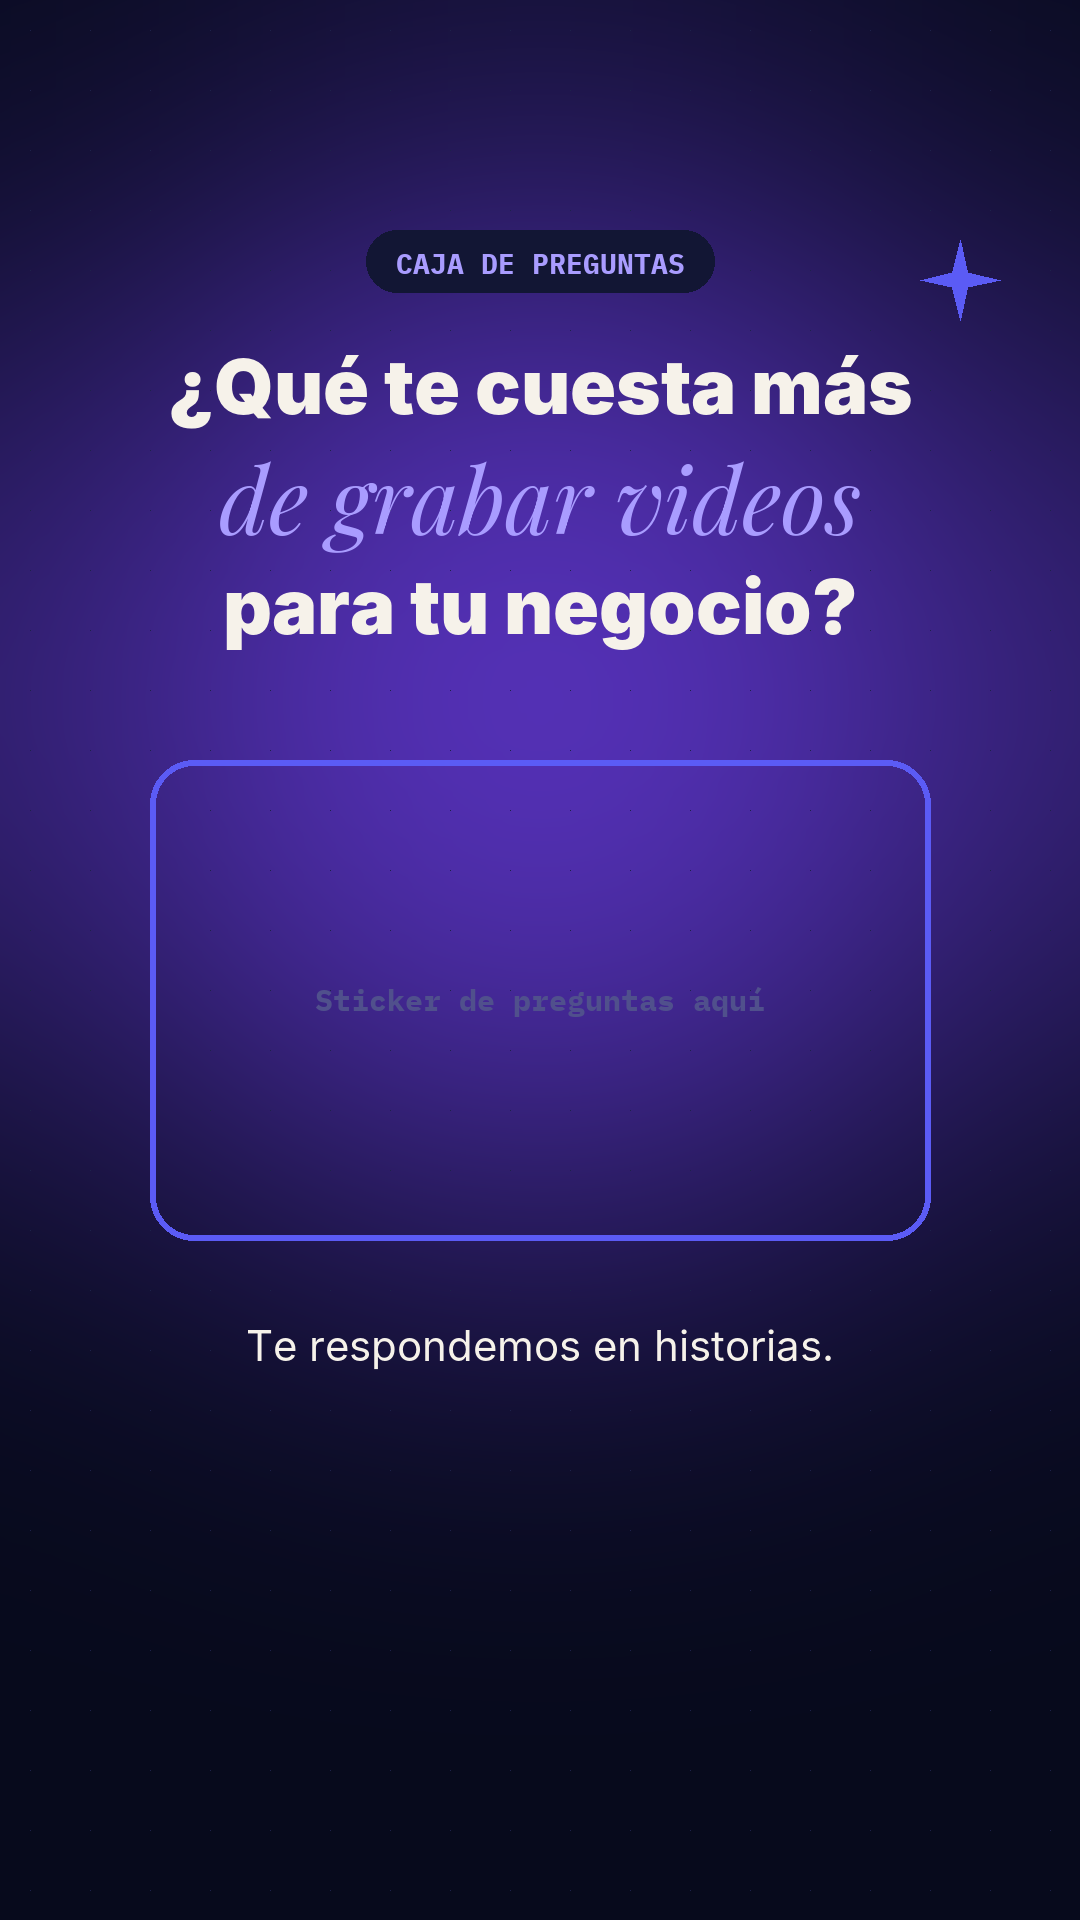 CAJA DE PREGUNTAS
¿Qué te cuesta más
de grabar videos
para tu negocio?
Sticker de preguntas aquí
Te respondemos en historias.